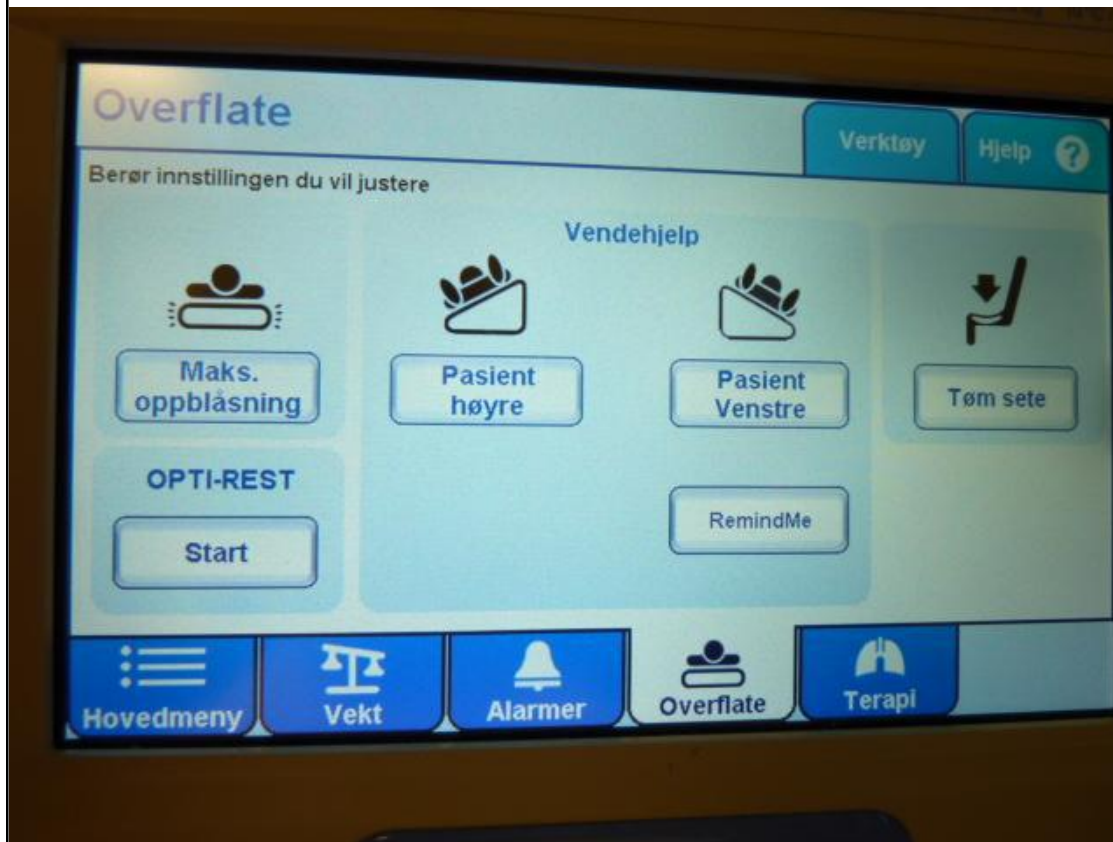 Overflate
Verktøy
Hjelp ?
Berør innstillingen du vil justere
Vendehjelp
Maks.
oppblåsning
Pasient
høyre
Pasient
Venstre
Tøm sete
OPTI-REST
Start
RemindMe
Hovedmeny
Vekt
Alarmer
Overflate
Terapi